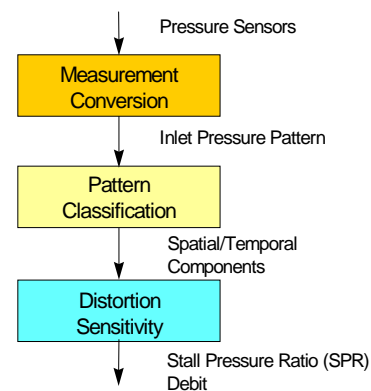 Pressure Sensors
Measurement
Conversion
Inlet Pressure Pattern
Pattern
Classification
Spatial/Temporal
Components
Distortion
Sensitivity
Stall Pressure Ratio (SPR)
Debit